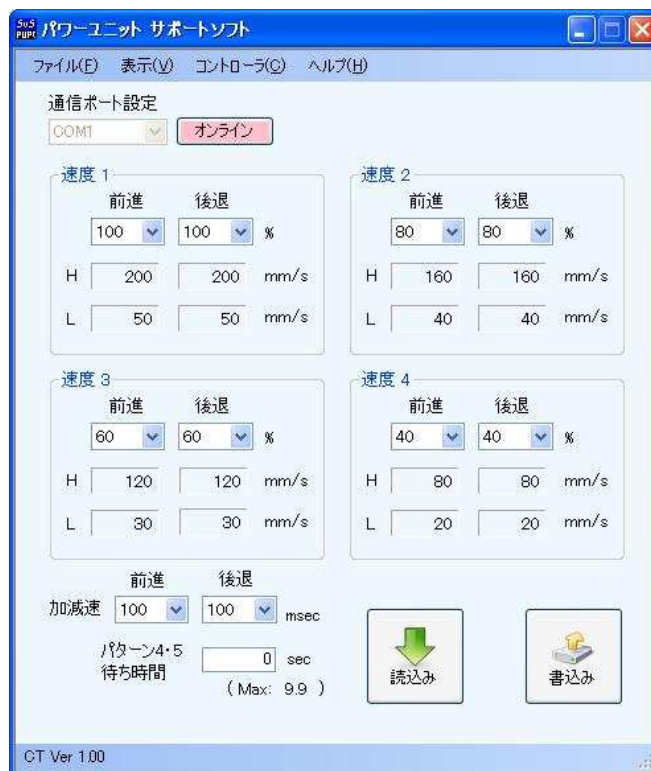 SUS
PUPC
パワーユニット サポートソフト
ファイル(F) 表示(V) コントローラ(C) ヘルプ(H)
通信ポート設定
COM1 オンライン
速度 1
前進 後退
100 100 %
H 200 200 mm/s
L 50 50 mm/s
速度 2
前進 後退
80 80 %
H 160 160 mm/s
L 40 40 mm/s
速度 3
前進 後退
60 60 %
H 120 120 mm/s
L 30 30 mm/s
速度 4
前進 後退
40 40 %
H 80 80 mm/s
L 20 20 mm/s
前進 後退
加減速 100 100 msec
パターン4・5
待ち時間 0 sec
( Max: 9.9 )
読込み
書込み
CT Ver 1.00